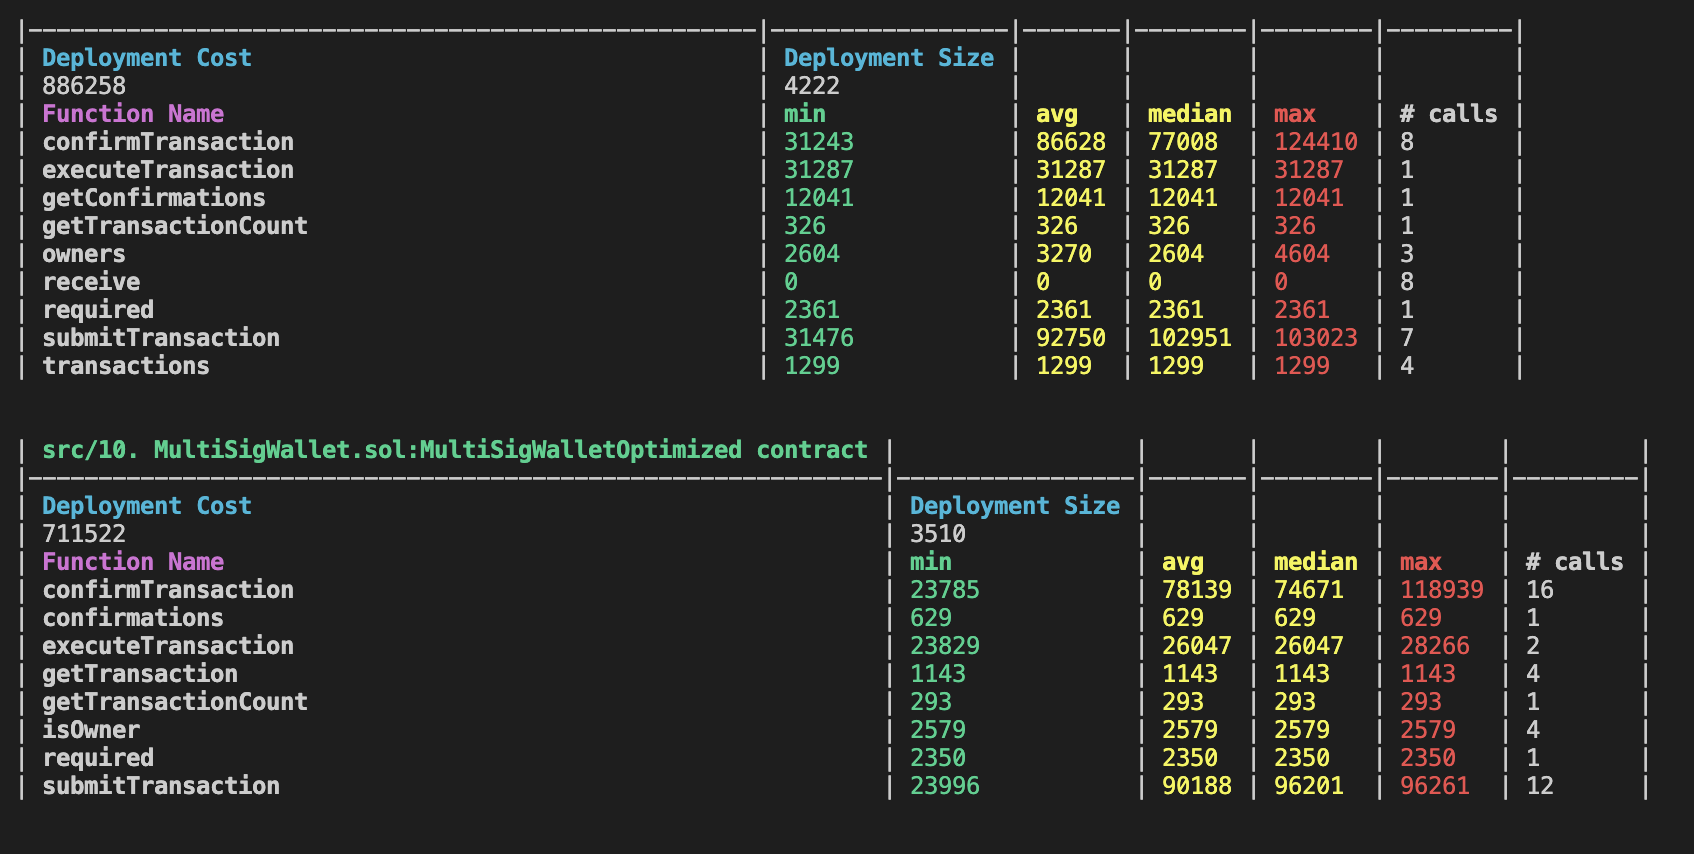 |----------------------------------------------------|-----------------|-------|--------|--------|---------|
| Deployment Cost | Deployment Size | | | | |
| 886258 | 4222 | | | | |
| Function Name | min | avg | median | max | # calls |
| confirmTransaction | 31243 | 86628 | 77008 | 124410 | 8 |
| executeTransaction | 31287 | 31287 | 31287 | 31287 | 1 |
| getConfirmations | 12041 | 12041 | 12041 | 12041 | 1 |
| getTransactionCount | 326 | 326 | 326 | 326 | 1 |
| owners | 2604 | 3270 | 2604 | 4604 | 3 |
| receive | 0 | 0 | 0 | 0 | 8 |
| required | 2361 | 2361 | 2361 | 2361 | 1 |
| submitTransaction | 31476 | 92750 | 102951 | 103023 | 7 |
| transactions | 1299 | 1299 | 1299 | 1299 | 4 |
| src/10. MultiSigWallet.sol:MultiSigWalletOptimized contract | | | | | |
|-------------------------------------------------------------|-----------------|-------|--------|--------|---------|
| Deployment Cost | Deployment Size | | | | |
| 711522 | 3510 | | | | |
| Function Name | min | avg | median | max | # calls |
| confirmTransaction | 23785 | 78139 | 74671 | 118939 | 16 |
| confirmations | 629 | 629 | 629 | 629 | 1 |
| executeTransaction | 23829 | 26047 | 26047 | 28266 | 2 |
| getTransaction | 1143 | 1143 | 1143 | 1143 | 4 |
| getTransactionCount | 293 | 293 | 293 | 293 | 1 |
| isOwner | 2579 | 2579 | 2579 | 2579 | 4 |
| required | 2350 | 2350 | 2350 | 2350 | 1 |
| submitTransaction | 23996 | 90188 | 96201 | 96261 | 12 |